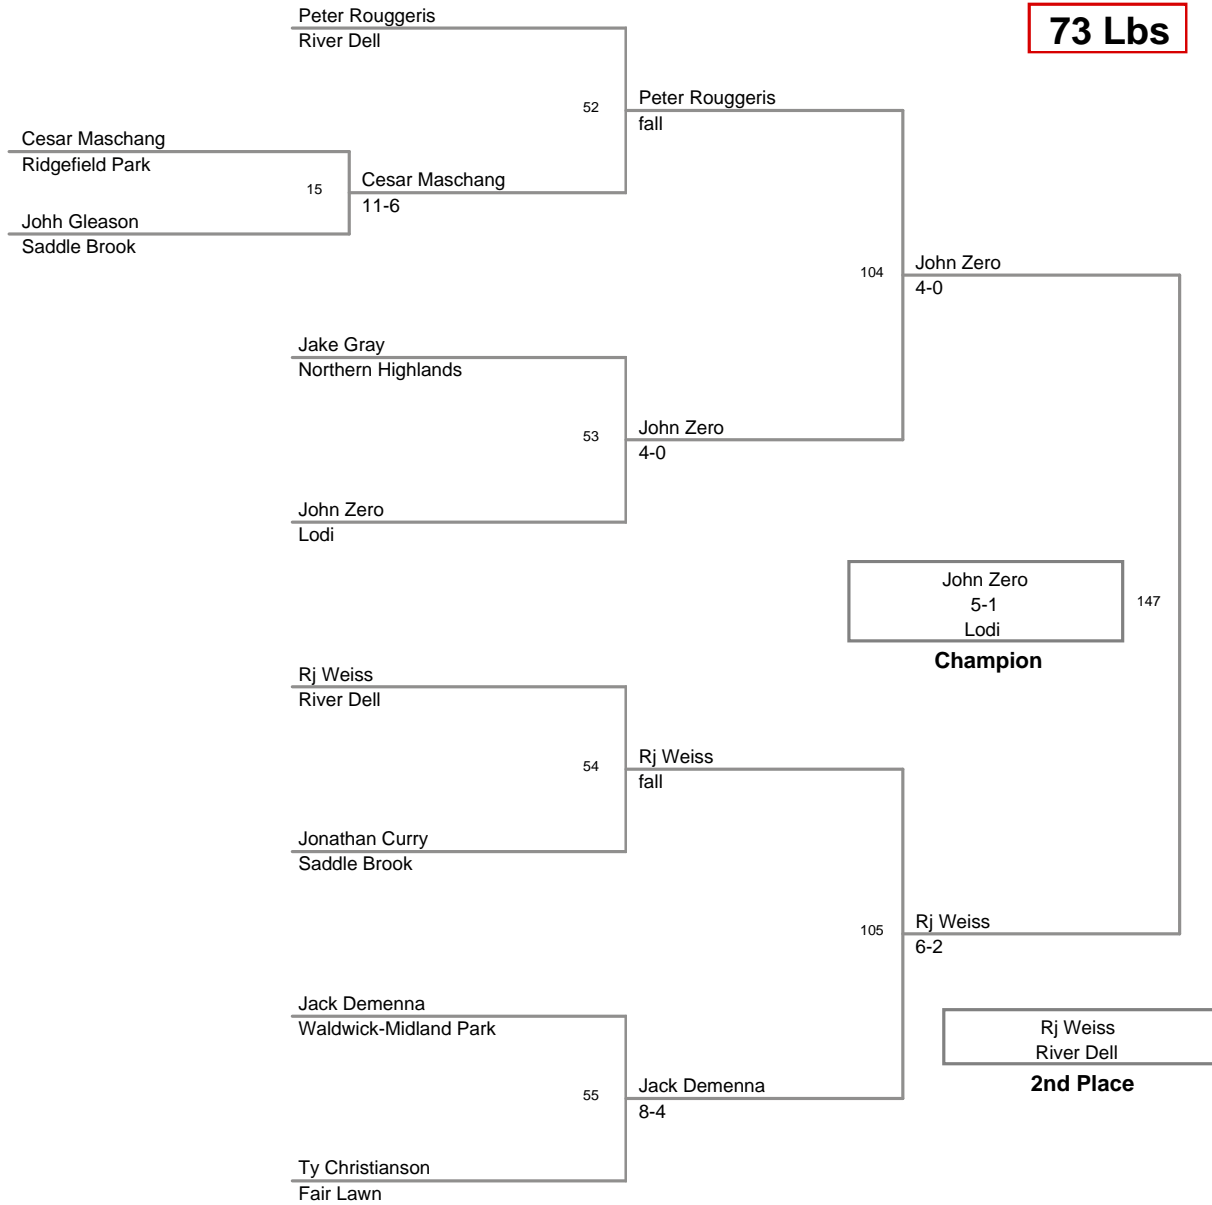 Peter Rouggeris
River Dell
73 Lbs
52
Peter Rouggeris
fall
Cesar Maschang
Ridgefield Park
15
Cesar Maschang
11-6
Johh Gleason
Saddle Brook
104
John Zero
4-0
Jake Gray
Northern Highlands
53
John Zero
4-0
John Zero
Lodi
John Zero
5-1
Lodi
147
Champion
Rj Weiss
River Dell
54
Rj Weiss
fall
Jonathan Curry
Saddle Brook
105
Rj Weiss
6-2
Jack Demenna
Waldwick-Midland Park
Rj Weiss
River Dell
2nd Place
55
Jack Demenna
8-4
Ty Christianson
Fair Lawn